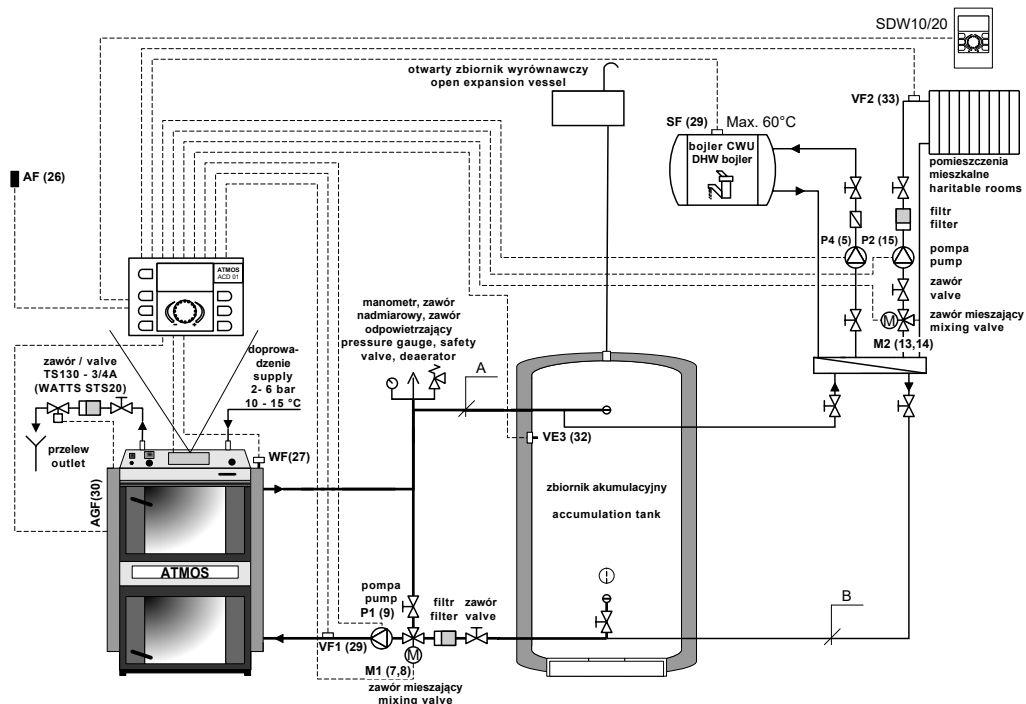 SDW10/20
otwarty zbiornik wyrównawczy
open expansion vessel
VF2 (33)
SF (29)
Max. 60°C
bojler CWU
DHW bojler
pomieszczenia
mieszkalne
haritable rooms
AF (26)
filtr
filter
P4 (5)
P2 (15)
pompa
pump
ATMOS
ACD 01
zawór
valve
manometr, zawór
nadmiarowy, zawór
odpowietrzający
pressure gauge, safety
valve, deaerator
M
zawór mieszający
mixing valve
M2 (13,14)
zawór / valve
TS130 - 3/4A
(WATTS STS20)
doprowa-
dzenie
supply
2- 6 bar
10 - 15 °C
A
VE3 (32)
przelew
outlet
WF(27)
AGF(30)
zbiornik akumulacyjny
accumulation tank
ATMOS
pompa
pump
P1 (9)
filtr
filter
zawór
valve
B
VF1 (29)
M
M1 (7,8)
zawór mieszający
mixing valve